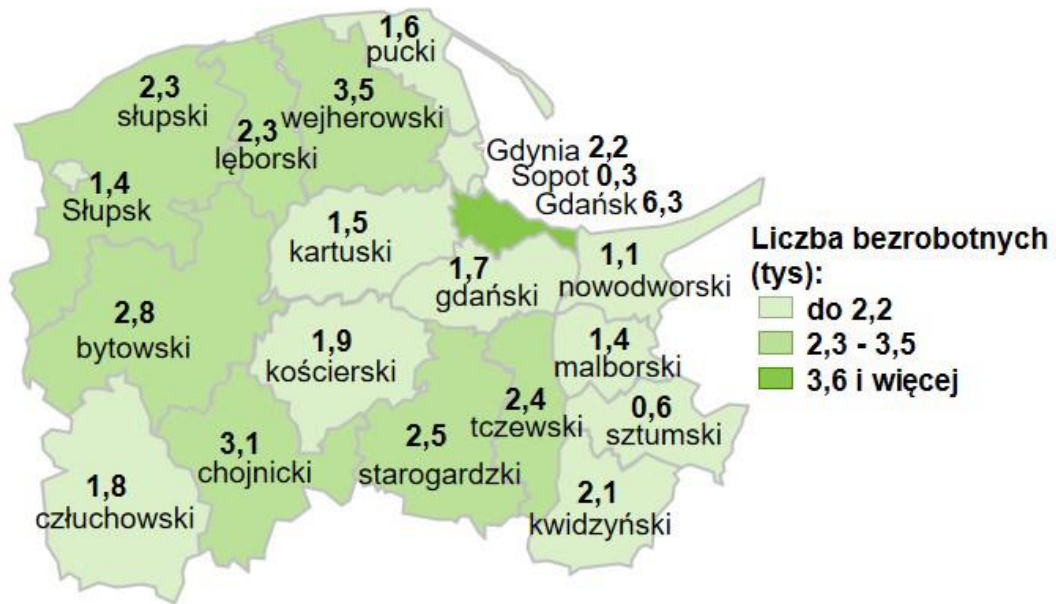 1,6
pucki
2,3
słupski
3,5
wejherowski
2,3
lęborski
Gdynia 2,2
Sopot 0,3
Gdańsk 6,3
1,4
Słupsk
1,5
kartuski
1,7
gdański
1,1
nowodworski
2,8
bytowski
1,9
kościerski
1,4
malborski
2,4
tczewski
0,6
sztumski
3,1
chojnicki
2,5
starogardzki
1,8
człuchowski
2,1
kwidzyński
Liczba bezrobotnych
(tys):
do 2,2
2,3 - 3,5
3,6 i więcej